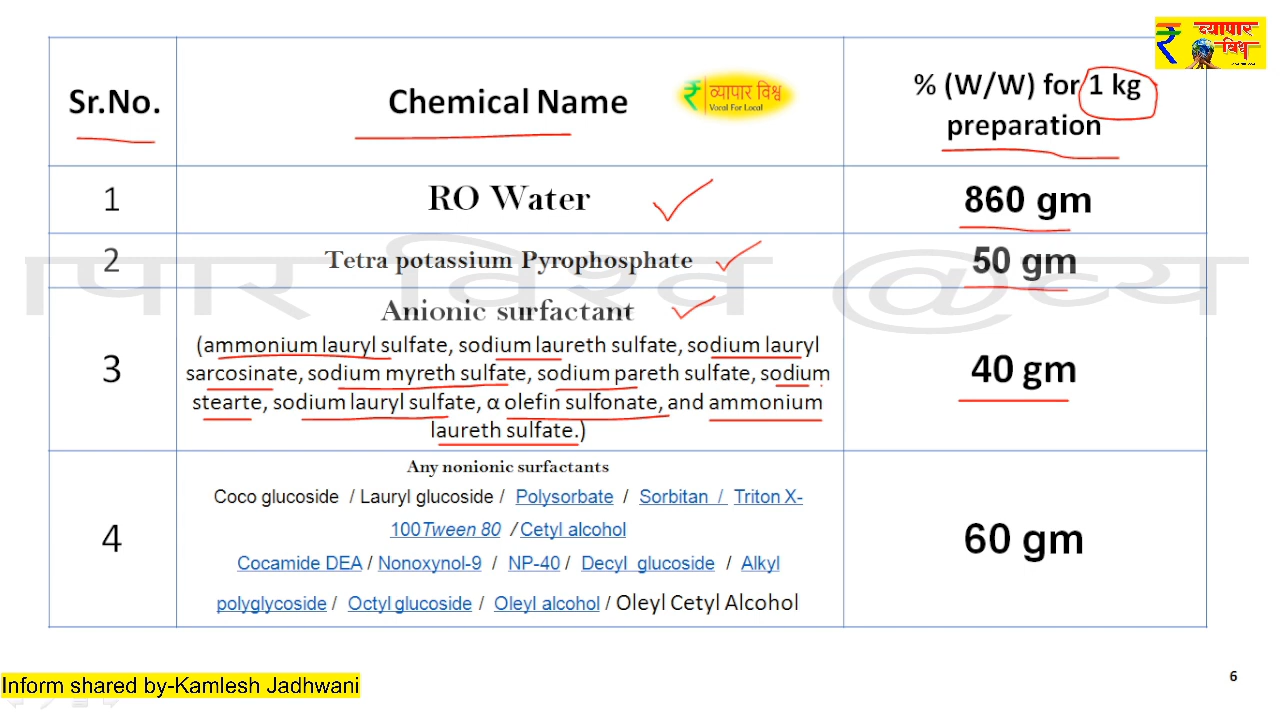 ₹ व्यापार
विश्व
Sr.No.
Chemical Name
₹ व्यापार विश्व
Vocal For Local
% (W/W) for 1 kg
preparation
1
RO Water
860 gm
2
Tetra potassium Pyrophosphate
50 gm
पार विश्व @व्य
3
Anionic surfactant
(ammonium lauryl sulfate, sodium laureth sulfate, sodium lauryl
sarcosinate, sodium myreth sulfate, sodium pareth sulfate, sodium
stearte, sodium lauryl sulfate, α olefin sulfonate, and ammonium
laureth sulfate.)
40 gm
4
Any nonionic surfactants
Coco glucoside / Lauryl glucoside / Polysorbate / Sorbitan / Triton X-
100Tween 80 / Cetyl alcohol
Cocamide DEA / Nonoxynol-9 / NP-40 / Decyl glucoside / Alkyl
polyglycoside / Octyl glucoside / Oleyl alcohol / Oleyl Cetyl Alcohol
60 gm
Inform shared by-Kamlesh Jadhwani
6